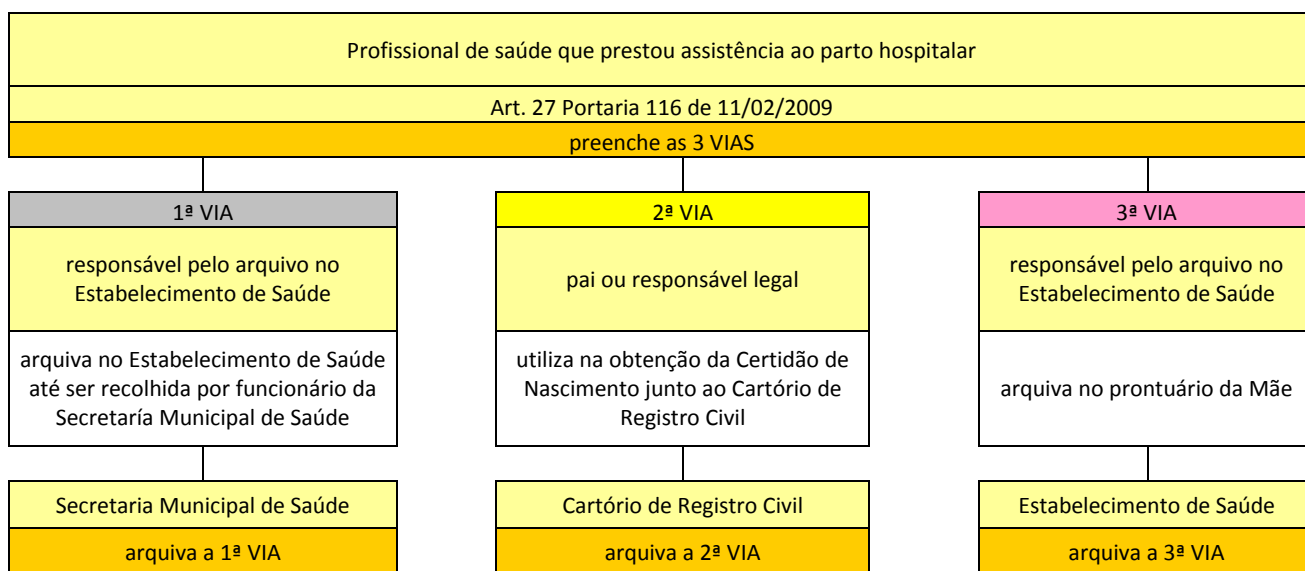 Profissional de saúde que prestou assistência ao parto hospitalar
Art. 27 Portaria 116 de 11/02/2009
preenche as 3 VIAS
1ª VIA
responsável pelo arquivo no
Estabelecimento de Saúde
arquiva no Estabelecimento de Saúde
até ser recolhida por funcionário da
Secretaría Municipal de Saúde
Secretaria Municipal de Saúde
arquiva a 1ª VIA
2ª VIA
pai ou responsável legal
utiliza na obtenção da Certidão de
Nascimento junto ao Cartório de
Registro Civil
Cartório de Registro Civil
arquiva a 2ª VIA
3ª VIA
responsável pelo arquivo no
Estabelecimento de Saúde
arquiva no prontuário da Mãe
Estabelecimento de Saúde
arquiva a 3ª VIA